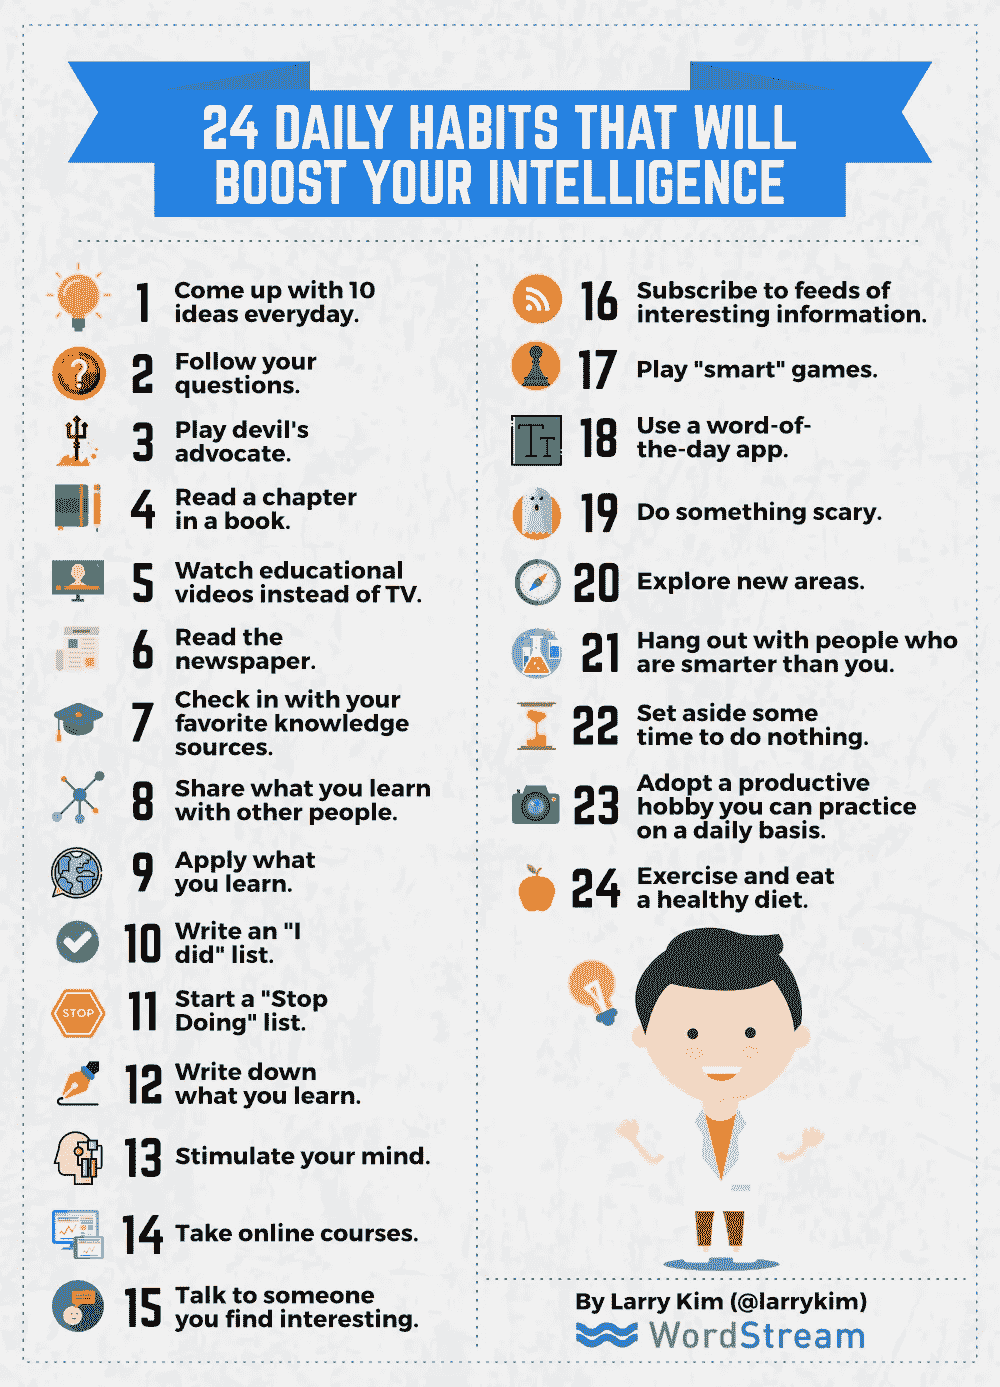 24 DAILY HABITS THAT WILL
BOOST YOUR INTELLIGENCE
1
Come up with 10
ideas everyday.
2
Follow your
questions.
3
Play devil's
advocate.
4
Read a chapter
in a book.
5
Watch educational
videos instead of TV.
6
Read the
newspaper.
7
Check in with your
favorite knowledge
sources.
8
Share what you learn
with other people.
9
Apply what
you learn.
10
Write an "I
did" list.
STOP
11
Start a "Stop
Doing" list.
12
Write down
what you learn.
13
Stimulate your mind.
14
Take online courses.
15
Talk to someone
you find interesting.
16
Subscribe to feeds of
interesting information.
17
Play "smart" games.
TT
18
Use a word-of-
the-day app.
19
Do something scary.
20
Explore new areas.
21
Hang out with people who
are smarter than you.
22
Set aside some
time to do nothing.
23
Adopt a productive
hobby you can practice
on a daily basis.
24
Exercise and eat
a healthy diet.
By Larry Kim (@larrykim)
WordStream